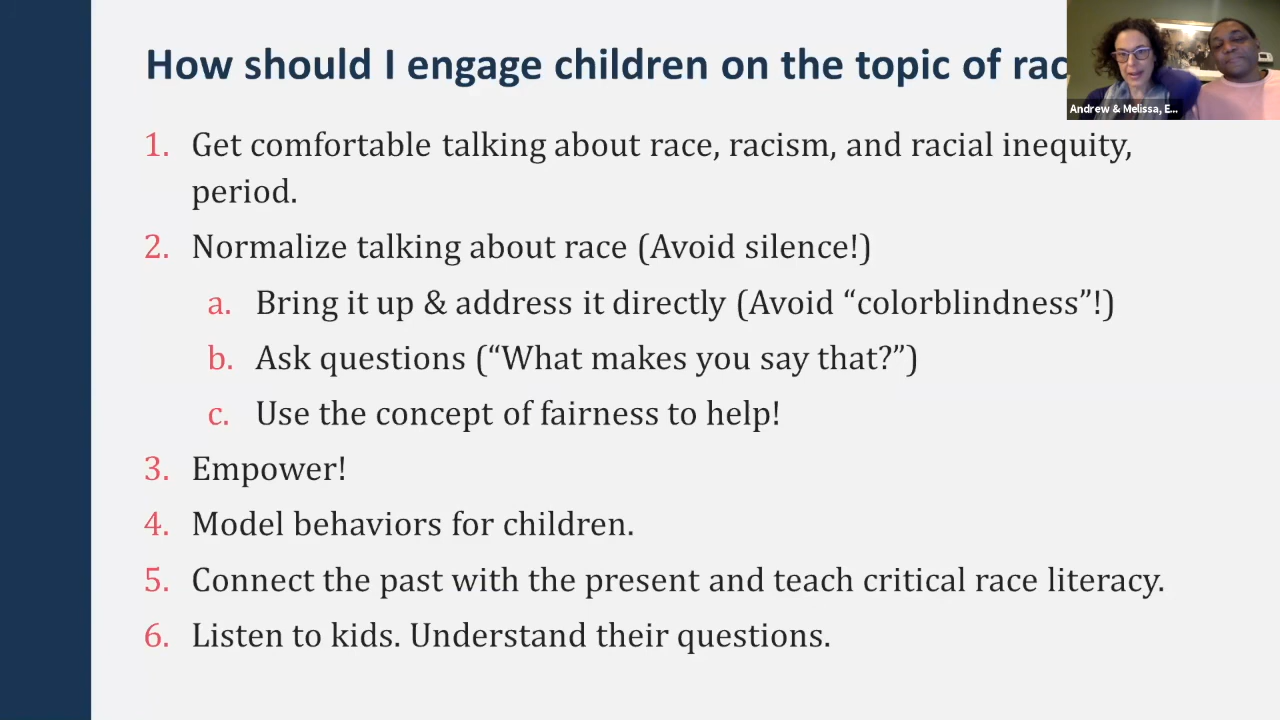 How should I engage children on the topic of rac
Andrew & Melissa, E...
1. Get comfortable talking about race, racism, and racial inequity,
period.
2. Normalize talking about race (Avoid silence!)
a. Bring it up & address it directly (Avoid “colorblindness”!)
b. Ask questions (“What makes you say that?”)
c. Use the concept of fairness to help!
3. Empower!
4. Model behaviors for children.
5. Connect the past with the present and teach critical race literacy.
6. Listen to kids. Understand their questions.